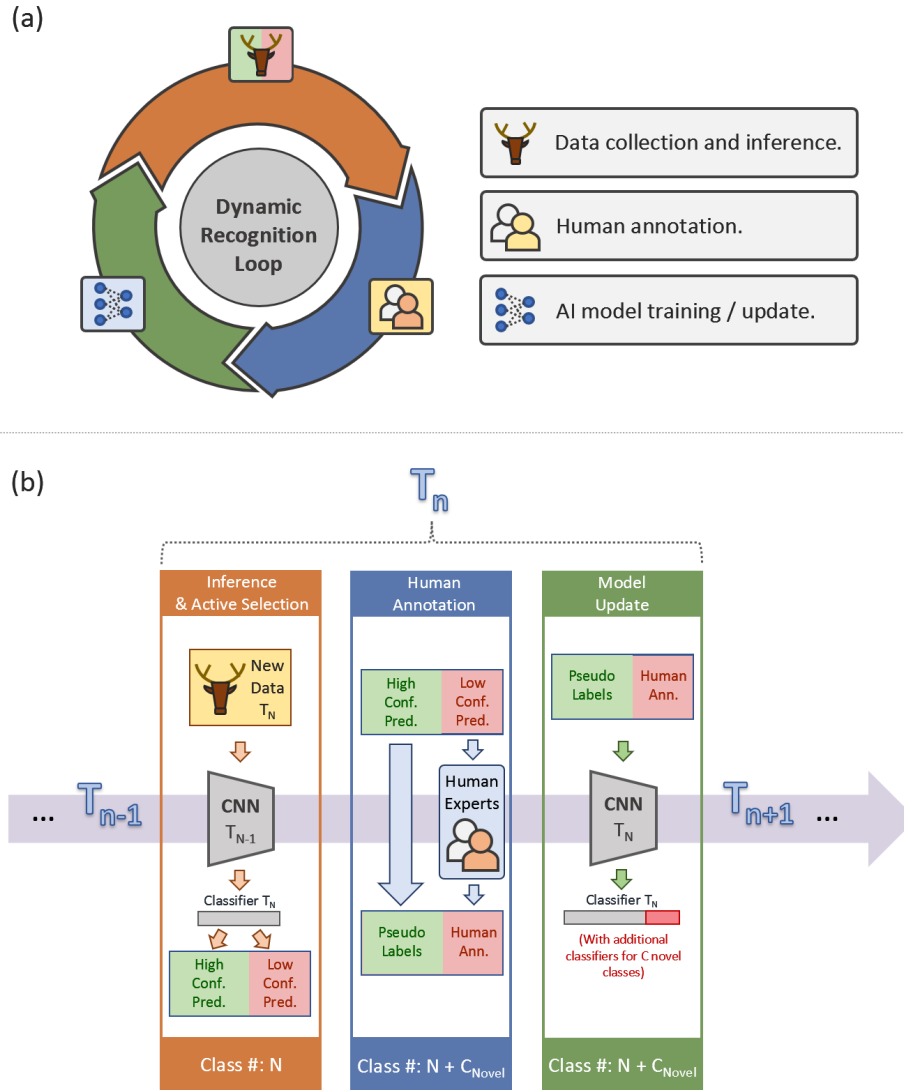 (a)
Dynamic
Recognition
Loop
Data collection and inference.
Human annotation.
AI model training / update.
(b)
Tn
Inference
& Active Selection
New
Data
TN
CNN
TN-1
Classifier TN
High
Conf.
Pred.
Low
Conf.
Pred.
Class #: N
Human
Annotation
High
Conf.
Pred.
Low
Conf.
Pred.
Human
Experts
Pseudo
Labels
Human
Ann.
Class #: N + CNovel
Model
Update
Pseudo
Labels
Human
Ann.
CNN
TN
Classifier TN
(With additional
classifiers for C novel
classes)
Class #: N + CNovel
... Tn-1
Tn+1 ...